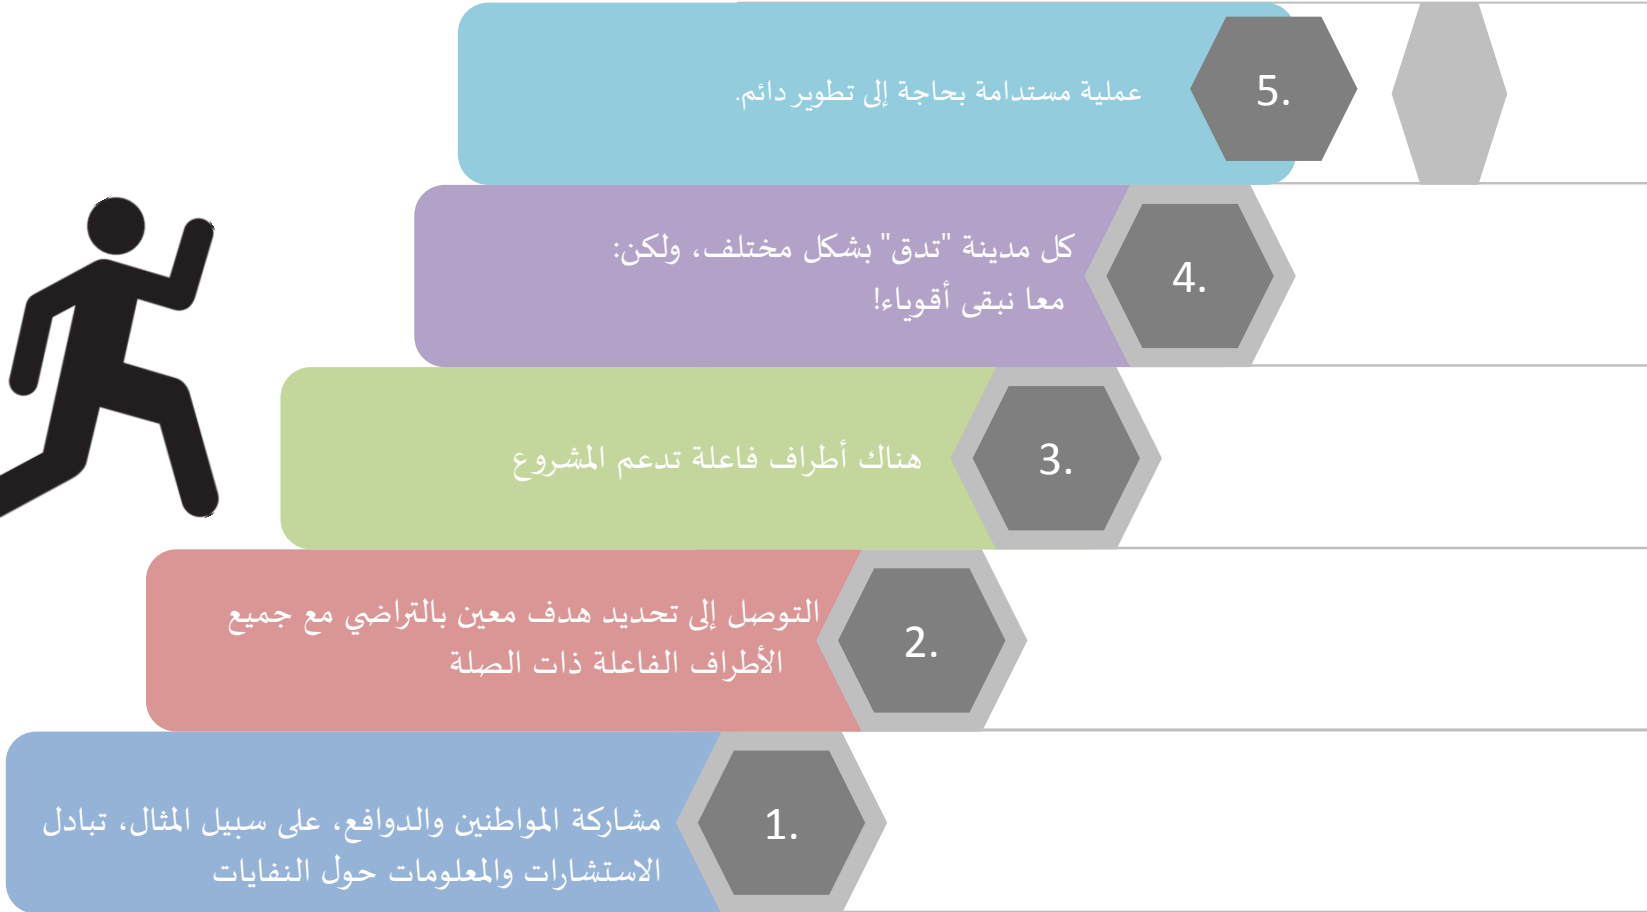 5.
عملية مستدامة بحاجة إلى تطوير دائم.
4.
كل مدينة "تدق" بشكل مختلف، ولكن:
معا نبقى أقوياء!
3.
هناك أطراف فاعلة تدعم المشروع
2.
التوصل إلى تحديد هدف معين بالتراضي مع جميع
الأطراف الفاعلة ذات الصلة
1.
مشاركة المواطنين والدوافع، على سبيل المثال، تبادل
الاستشارات والمعلومات حول النفايات